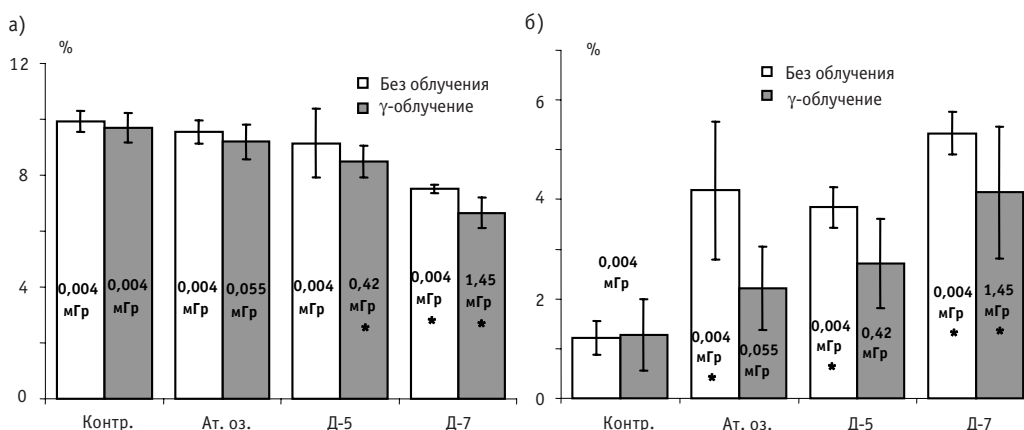 а)
%
12
8
4
0
Без облучения
γ-облучение
0,004
мГр
0,004
мГр
0,004
мГр
0,055
мГр
0,004
мГр
0,42
мГр
*
0,004
мГр
*
1,45
мГр
*
Контр.
Ат. оз.
Д-5
Д-7
б)
%
6
4
2
0
Без облучения
γ-облучение
0,004
мГр
0,004
мГр
*
0,055
мГр
0,004
мГр
*
0,42
мГр
0,004
мГр
*
1,45
мГр
*
Контр.
Ат. оз.
Д-5
Д-7